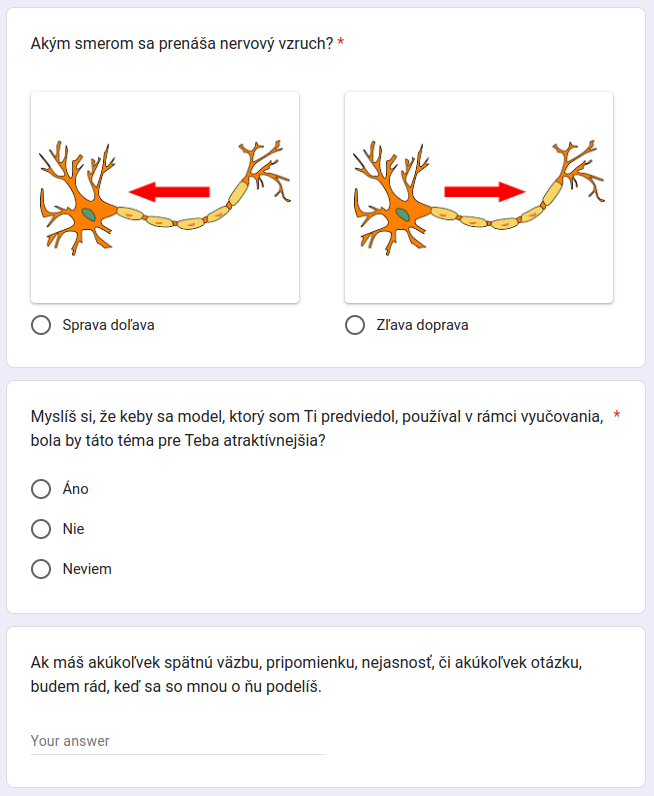 Akým smerom sa prenáša nervový vzruch? *
Sprava doľava
Zľava doprava
Myslíš si, že keby sa model, ktorý som Ti predviedol, používal v rámci vyučovania, *
bola by táto téma pre Teba atraktívnejšia?
Áno
Nie
Neviem
Ak máš akúkoľvek spätnú väzbu, pripomienku, nejasnosť, či akúkoľvek otázku,
budem rád, keď sa so mnou o ňu podelíš.
Your answer